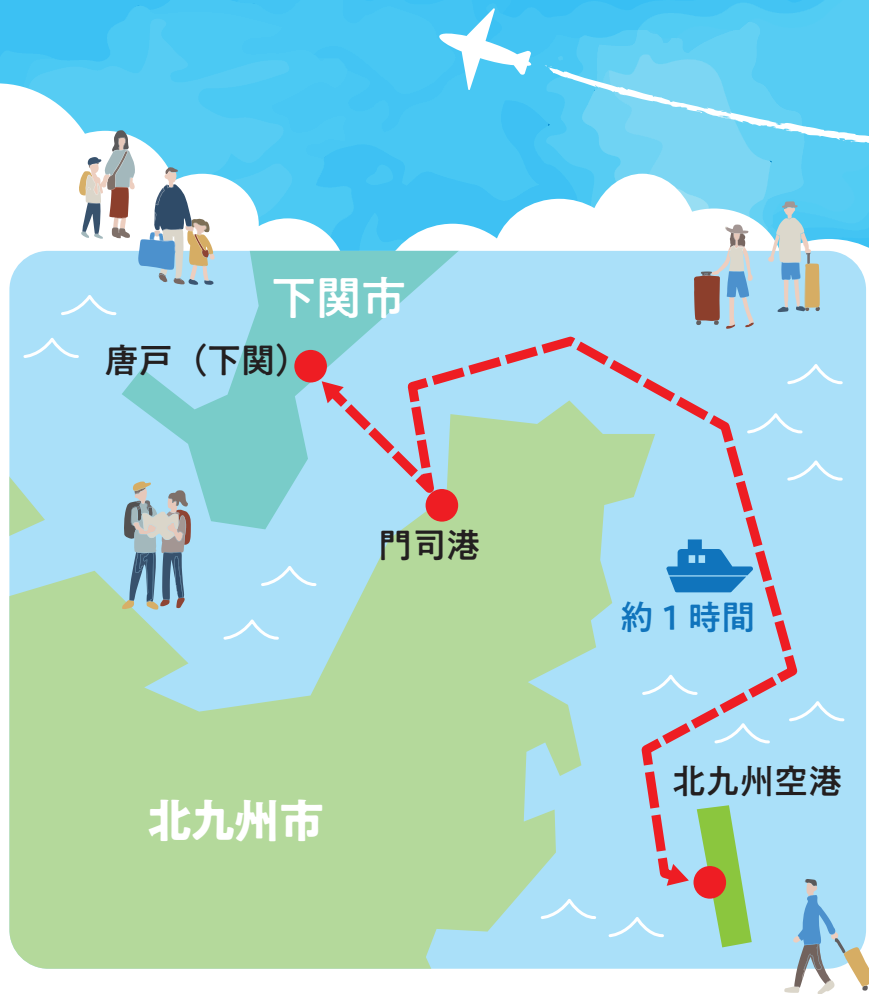 下関市
唐戸（下関）
門司港
約１時間
北九州空港
北九州市